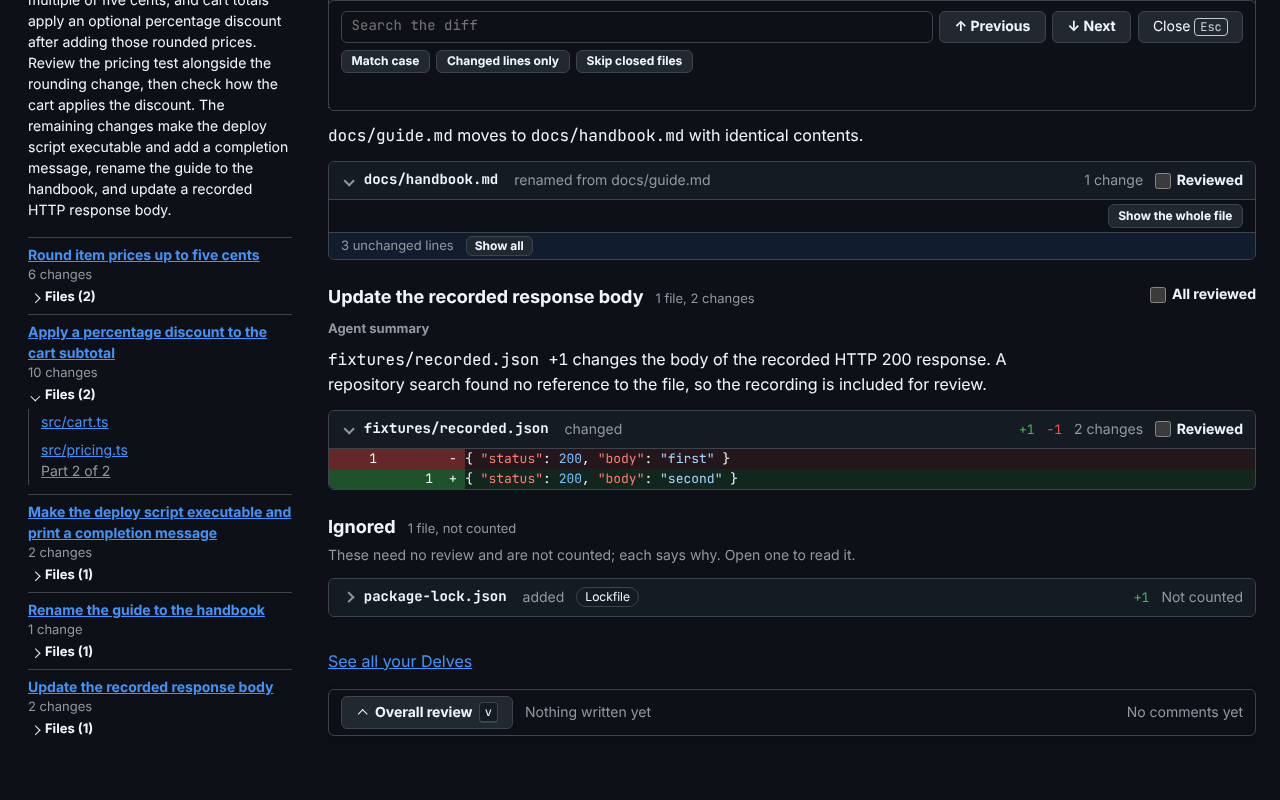 apply an optional percentage discount
after adding those rounded prices.
Review the pricing test alongside the
rounding change, then check how the
cart applies the discount. The
remaining changes make the deploy
script executable and add a completion
message, rename the guide to the
handbook, and update a recorded
HTTP response body.
Round item prices up to five cents
6 changes
Files (2)
Apply a percentage discount to the
cart subtotal
10 changes
Files (2)
src/cart.ts
src/pricing.ts
Part 2 of 2
Make the deploy script executable and
print a completion message
2 changes
Files (1)
Rename the guide to the handbook
1 change
Files (1)
Update the recorded response body
2 changes
Files (1)
Search the diff
↑ Previous
↓ Next
Close Esc
Match case
Changed lines only
Skip closed files
docs/guide.md moves to docs/handbook.md with identical contents.
docs/handbook.md renamed from docs/guide.md 1 change Reviewed
Show the whole file
3 unchanged lines Show all
Update the recorded response body 1 file, 2 changes All reviewed
Agent summary
fixtures/recorded.json +1 changes the body of the recorded HTTP 200 response. A
repository search found no reference to the file, so the recording is included for review.
fixtures/recorded.json changed +1 -1 2 changes Reviewed
1 - { "status": 200, "body": "first" }
1 + { "status": 200, "body": "second" }
Ignored 1 file, not counted
These need no review and are not counted; each says why. Open one to read it.
package-lock.json added Lockfile +1 Not counted
See all your Delves
Overall review v Nothing written yet No comments yet